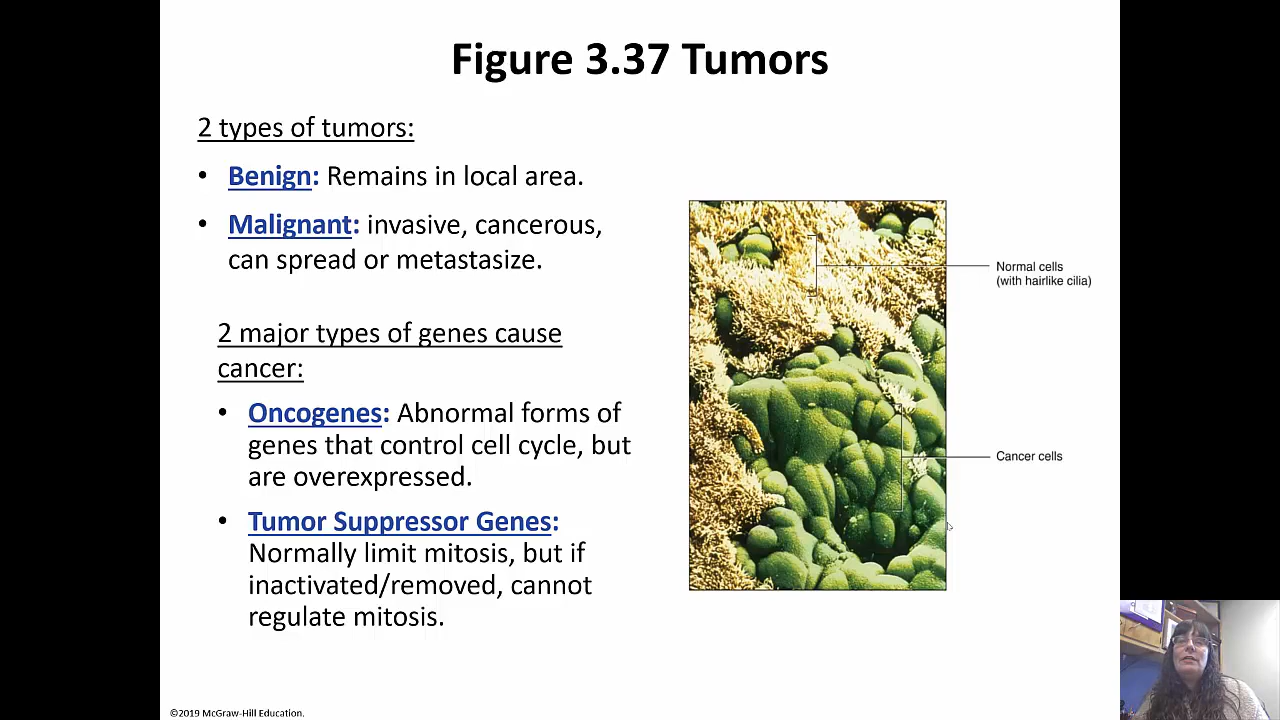 Figure 3.37 Tumors
2 types of tumors:
• Benign: Remains in local area.
• Malignant: invasive, cancerous,
can spread or metastasize.
2 major types of genes cause
cancer:
• Oncogenes: Abnormal forms of
genes that control cell cycle, but
are overexpressed.
• Tumor Suppressor Genes:
Normally limit mitosis, but if
inactivated/removed, cannot
regulate mitosis.
Normal cells
(with hairlike cilia)
Cancer cells
©2019 McGraw-Hill Education.